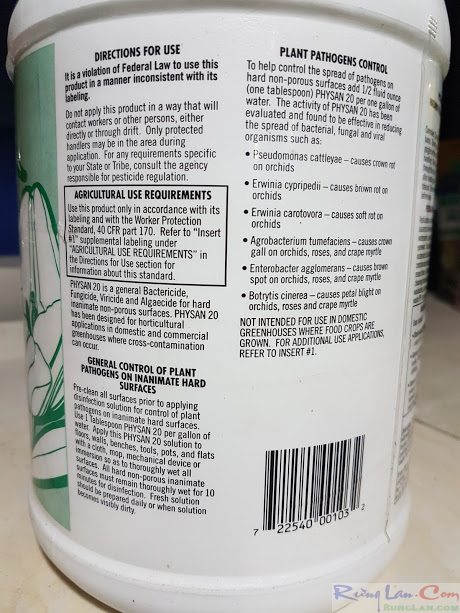 DIRECTIONS FOR USE
It is a violation of Federal Law to use this
product in a manner inconsistent with its
labeling.
Do not apply this product in a way that will
contact workers or other persons, either
directly or through drift. Only protected
handlers may be in the area during
application. For any requirements specific
to your State or Tribe, consult the agency
responsible for pesticide regulation.
AGRICULTURAL USE REQUIREMENTS
Use this product only in accordance with its
labeling and with the Worker Protection
Standard, 40 CFR part 170. Refer to "Insert
#1" supplemental labeling under
"AGRICULTURAL USE REQUIREMENTS" in
the Directions for Use section for
information about this standard.
PHYSAN 20 is a general Bactericide,
Fungicide, Viricide and Algaecide for hard
inanimate non-porous surfaces. PHYSAN 20
has been designed for horticultural
applications in domestic and commercial
greenhouses where cross-contamination
can occur.
GENERAL CONTROL OF PLANT
PATHOGENS ON INANIMATE HARD
SURFACES
Pre-clean all surfaces prior to applying
disinfection solution for control of plant
pathogens on inanimate hard surfaces.
Use 1 Tablespoon PHYSAN 20 per gallon of
water. Apply this PHYSAN 20 solution to
floors, walls, benches, tools, pots, and flats
with a cloth, mop, mechanical device or
immersion so as to thoroughly wet all
surfaces. All hard non-porous inanimate
surfaces must remain thoroughly wet for 10
minutes for disinfection. Fresh solution
should be prepared daily or when solution
becomes visibly dirty.
PLANT PATHOGENS CONTROL
To help control the spread of pathogens on
hard non-porous surfaces add 1/2 fluid ounce
(one tablespoon) PHYSAN 20 per one gallon of
water. The activity of PHYSAN 20 has been
evaluated and found to be effective in reducing
the spread of bacterial, fungal and viral
organisms such as:
• Pseudomonas cattleyae – causes crown rot
on orchids
• Erwinia cypripedii – causes brown rot on
orchids
• Erwinia carotovora – causes soft rot on
orchids
• Agrobacterium tumefaciens – causes crown
gall on orchids, roses, and crape myrtle
• Enterobacter agglomerans – causes brown
spot on orchids, roses, and crape myrtle
• Botrytis cinerea – causes petal blight on
orchids, roses and crape myrtle
NOT INTENDED FOR USE IN DOMESTIC
GREENHOUSES WHERE FOOD CROPS ARE
GROWN. FOR ADDITIONAL USE APPLICATIONS,
REFER TO INSERT #1.
7 22540 00103 2
Rừng Lan.Com
RungLan.Com